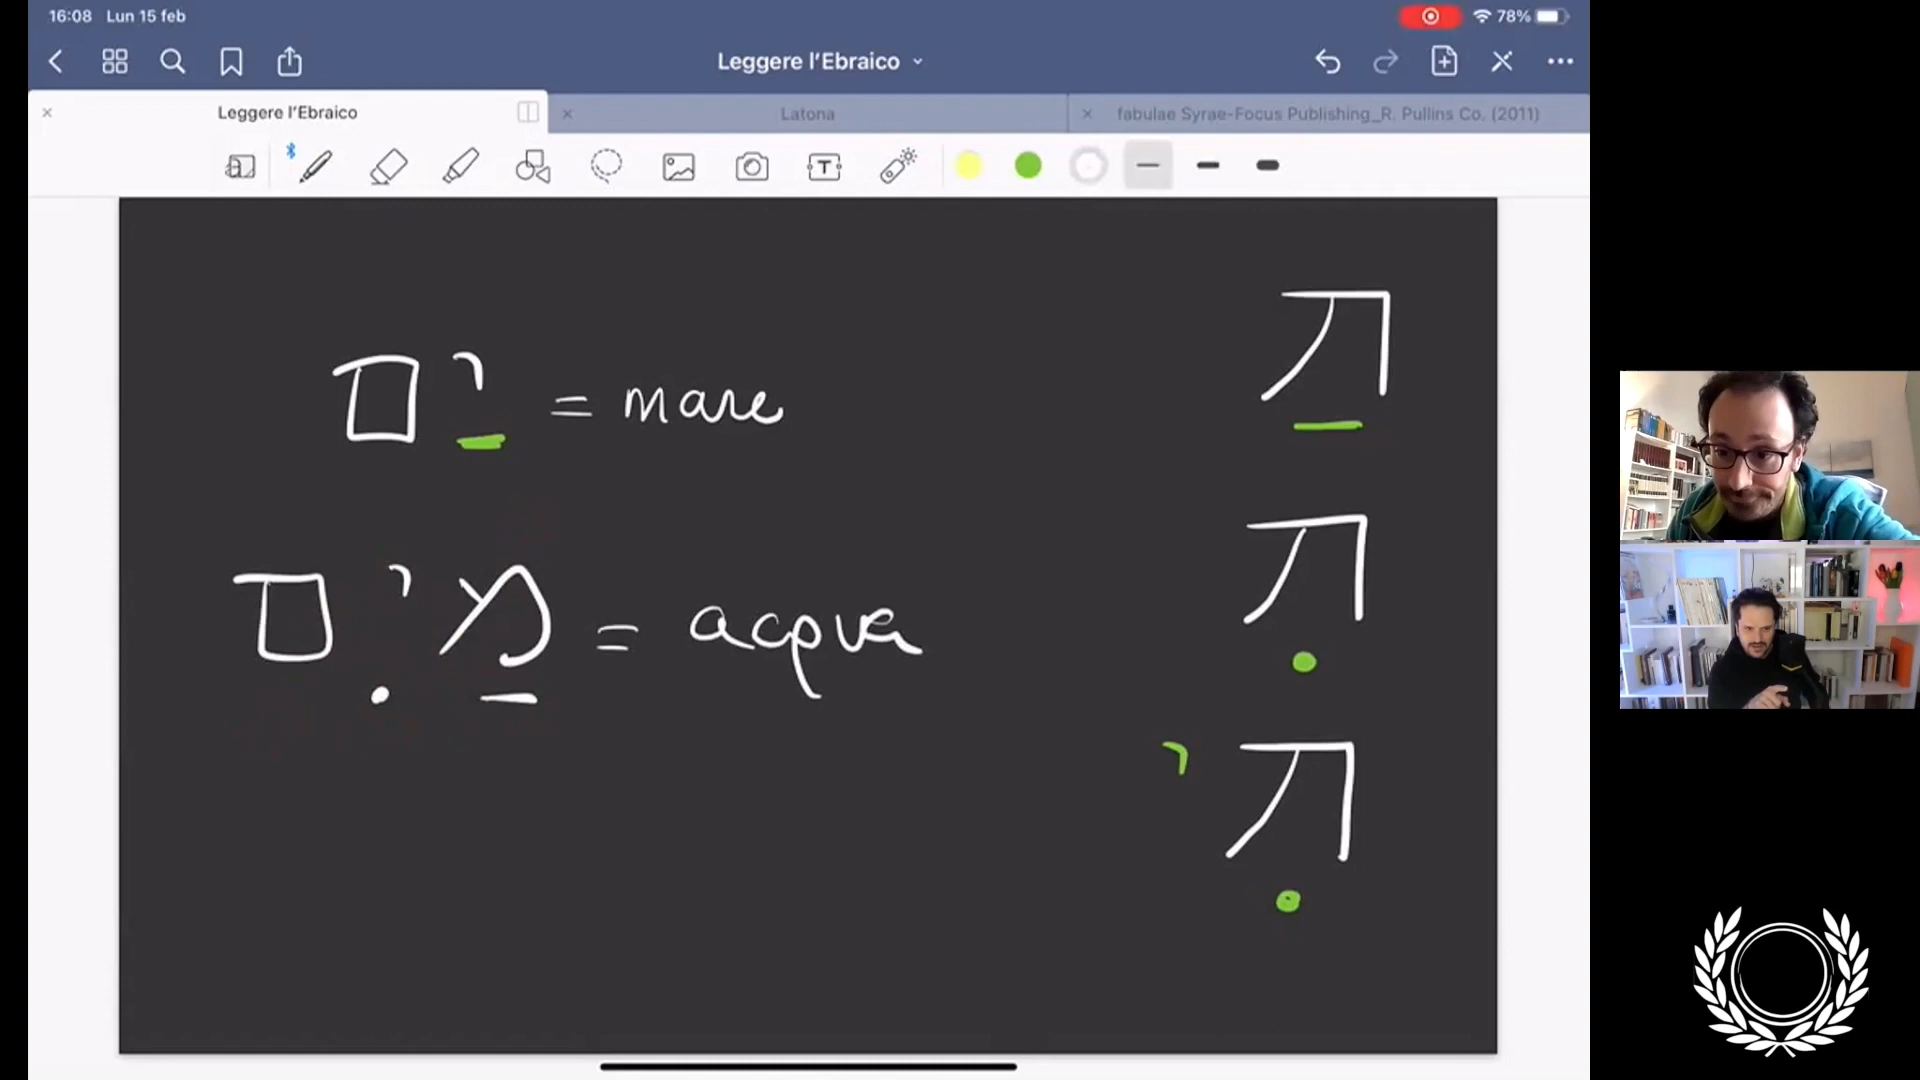 16:08 Lun 15 feb
78%
Leggere l'Ebraico
Leggere l'Ebraico
Latona
fabulae Syrae-Focus Publishing_R. Pullins Co. (2011)
T
יַם = mare
מַיִם = acqua
תַ
תִ
תִי